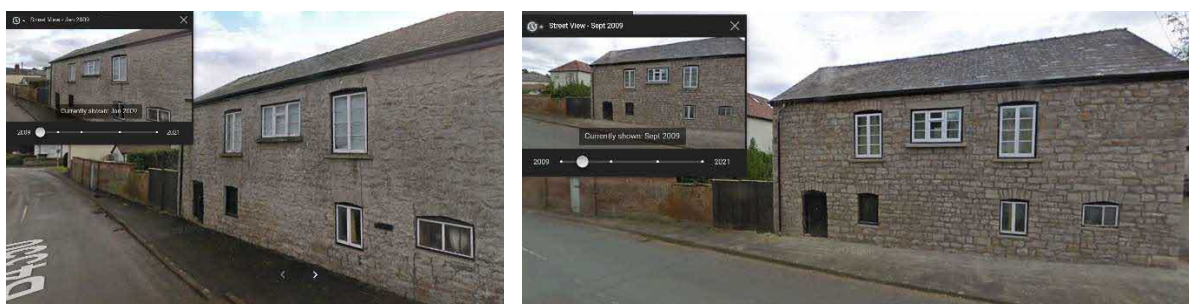 Street View - Jan 2009
Currently shown: Jan 2009
2009
2021
Street View - Sept 2009
Currently shown: Sept 2009
2009
2021